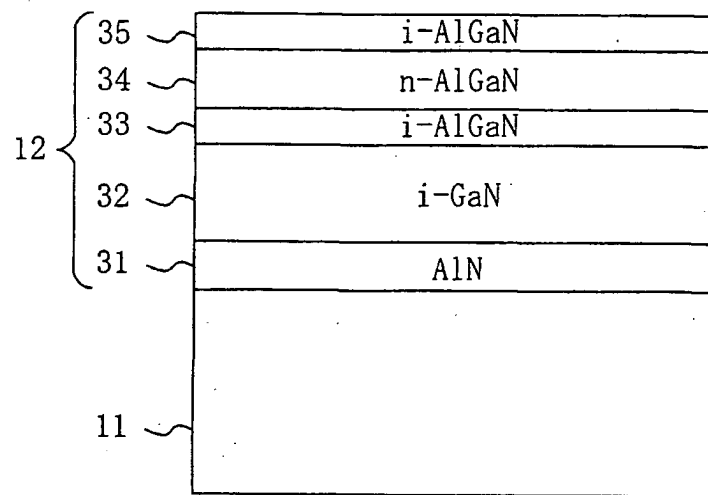 35 i-AlGaN
34 n-AlGaN
33 i-AlGaN
12
32 i-GaN
31 AlN
11